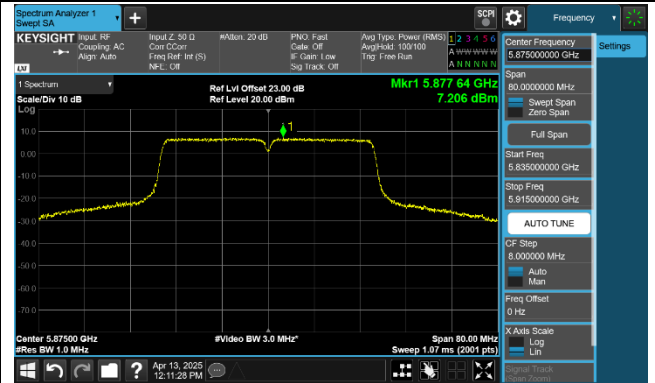 Spectrum Analyzer 1
Swept SA
SCPI
Frequency
KEYSIGHT
Input: RF
Coupling: AC
Align: Auto
Input Z: 50 Ω
Corr CCorr
Freq Ref: Int (S)
NFE: Off
#Atten: 20 dB
PNO: Fast
Gate: Off
IF Gain: Low
Sig Track: Off
Avg Type: Power (RMS)
Avg|Hold: 100/100
Trig: Free Run
1 2 3 4 5 6
A W W W W W
A N N N N N
LXI
1 Spectrum
Scale/Div 10 dB
Log
Ref Lvl Offset 23.00 dB
Ref Level 20.00 dBm
Mkr1 5.877 64 GHz
7.206 dBm
1
10.0
0.00
-10.0
-20.0
-30.0
-40.0
-50.0
-60.0
-70.0
Center 5.87500 GHz
#Res BW 1.0 MHz
#Video BW 3.0 MHz*
Span 80.00 MHz
Sweep 1.07 ms (2001 pts)
Center Frequency
5.875000000 GHz
Settings
Span
80.0000000 MHz
Swept Span
Zero Span
Full Span
Start Freq
5.835000000 GHz
Stop Freq
5.915000000 GHz
AUTO TUNE
CF Step
8.000000 MHz
Auto
Man
Freq Offset
0 Hz
X Axis Scale
Log
Lin
Signal Track
(Span Zoom)
Apr 13, 2025
12:11:28 PM